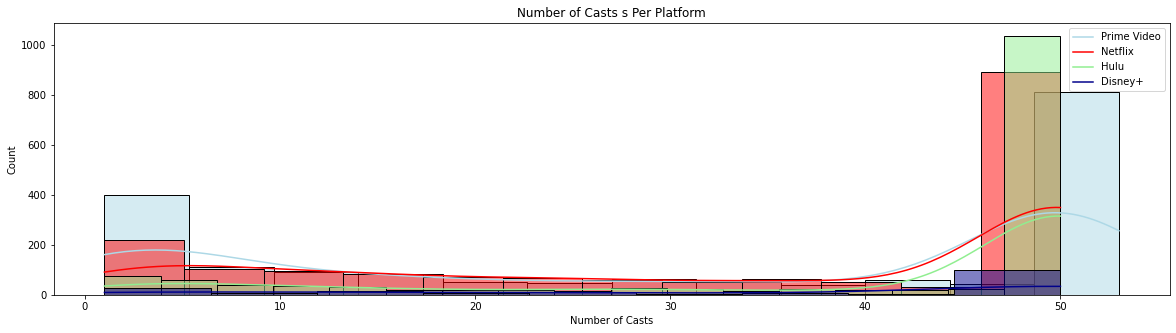 Number of Casts s Per Platform
Prime Video
Netflix
Hulu
Disney+
Count
1000
800
600
400
200
0
0 10 20 30 40 50
Number of Casts